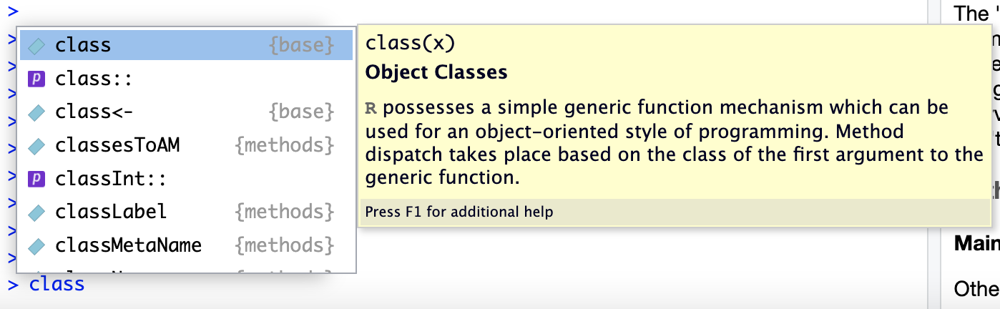 >
>
>
>
>
>
>
>
>
>
> class
class {base}
class::
class<- {base}
classesToAM {methods}
classInt::
classLabel {methods}
classMetaName {methods}
class(x)
Object Classes
R possesses a simple generic function mechanism which can be
used for an object-oriented style of programming. Method
dispatch takes place based on the class of the first argument to the
generic function.
Press F1 for additional help
The '
Main
Othe